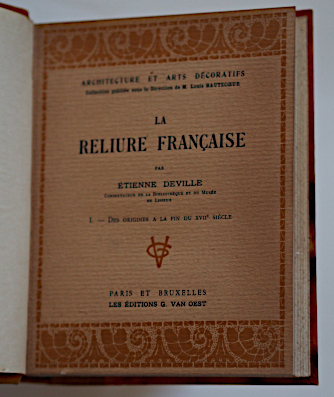 ARCHITECTURE ET ARTS DÉCORATIFS
Collection publiée sous la Direction de M. Louis HAUTECŒUR
LA
RELIURE FRANÇAISE
PAR
ÉTIENNE DEVILLE
Conservateur de la Bibliothèque et du Musée
de Lisieux
I. — Des origines a la fin du XVIIe siècle
PARIS ET BRUXELLES
LES ÉDITIONS G. VAN OEST